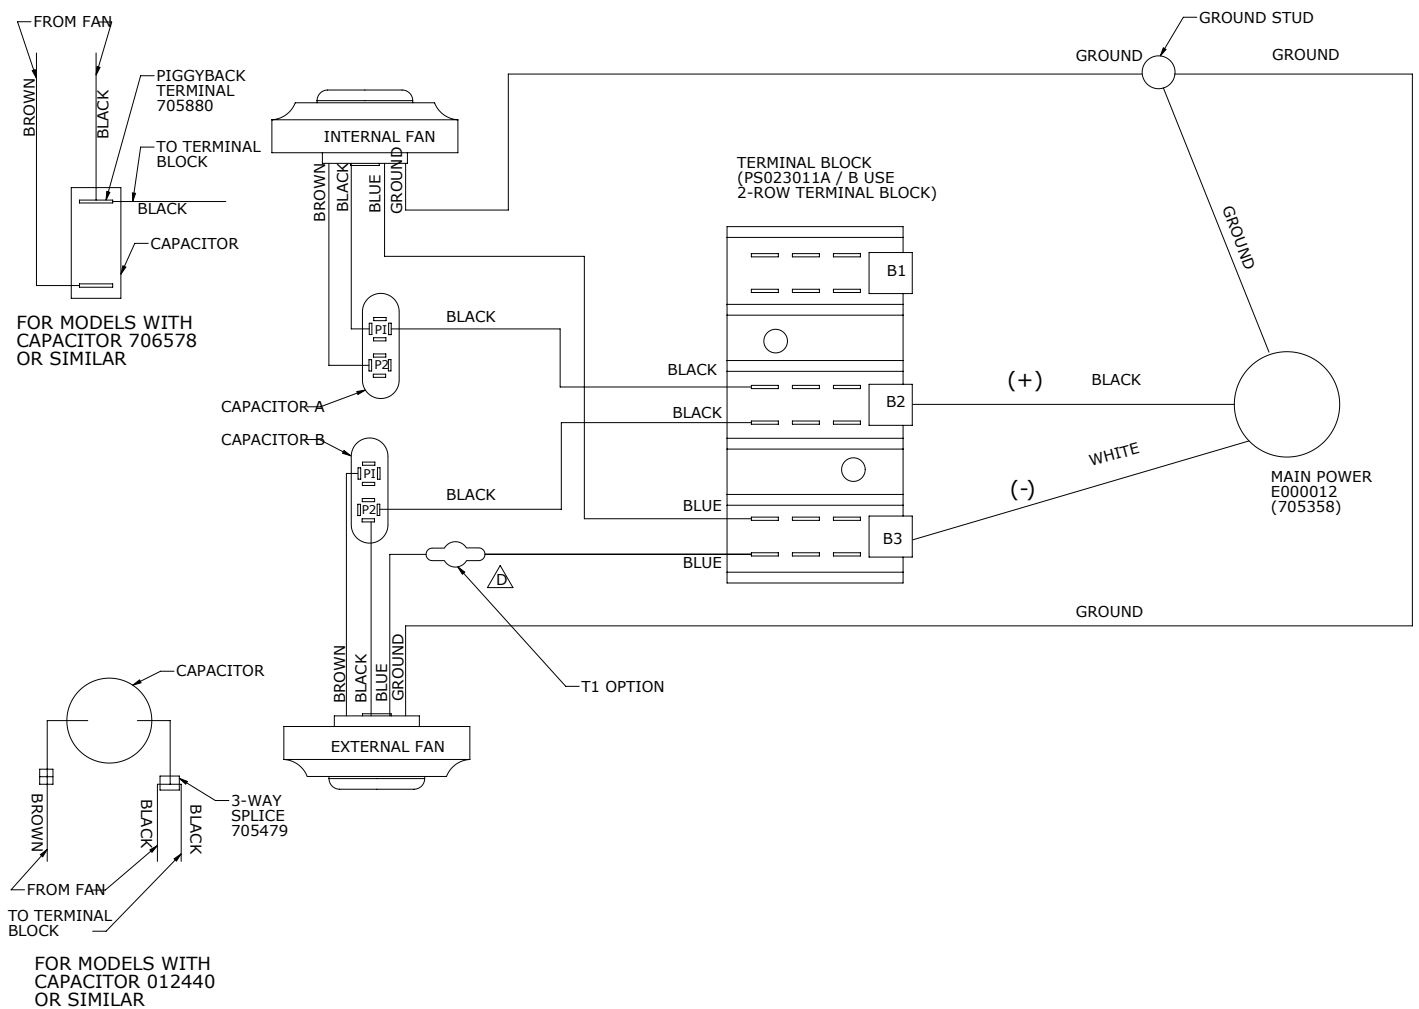 FROM FAN
BROWN
BLACK
PIGGYBACK
TERMINAL
705880
TO TERMINAL
BLOCK
BLACK
CAPACITOR
FOR MODELS WITH
CAPACITOR 706578
OR SIMILAR
INTERNAL FAN
BROWN
BLACK
BLUE
GROUND
PI
P2
BLACK
CAPACITOR A
CAPACITOR B
PI
P2
BLACK
BROWN
BLACK
BLUE
GROUND
EXTERNAL FAN
D
T1 OPTION
TERMINAL BLOCK
(PS023011A / B USE
2-ROW TERMINAL BLOCK)
B1
BLACK
B2
BLACK
BLUE
B3
BLUE
GROUND STUD
GROUND
GROUND
GROUND
(+)
BLACK
WHITE
(-)
MAIN POWER
E000012
(705358)
GROUND
CAPACITOR
BROWN
BLACK
BLACK
3-WAY
SPLICE
705479
FROM FAN
TO TERMINAL
BLOCK
FOR MODELS WITH
CAPACITOR 012440
OR SIMILAR